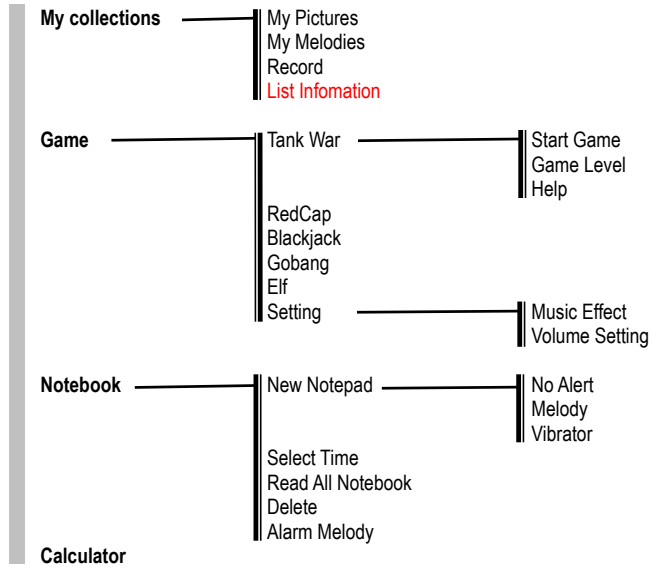 My collections My Pictures
My Melodies
Record
List Infomation
Game Tank War Start Game
Game Level
Help
RedCap
Blackjack
Gobang
Elf
Setting Music Effect
Volume Setting
Notebook New Notepad No Alert
Melody
Vibrator
Select Time
Read All Notebook
Delete
Alarm Melody
Calculator